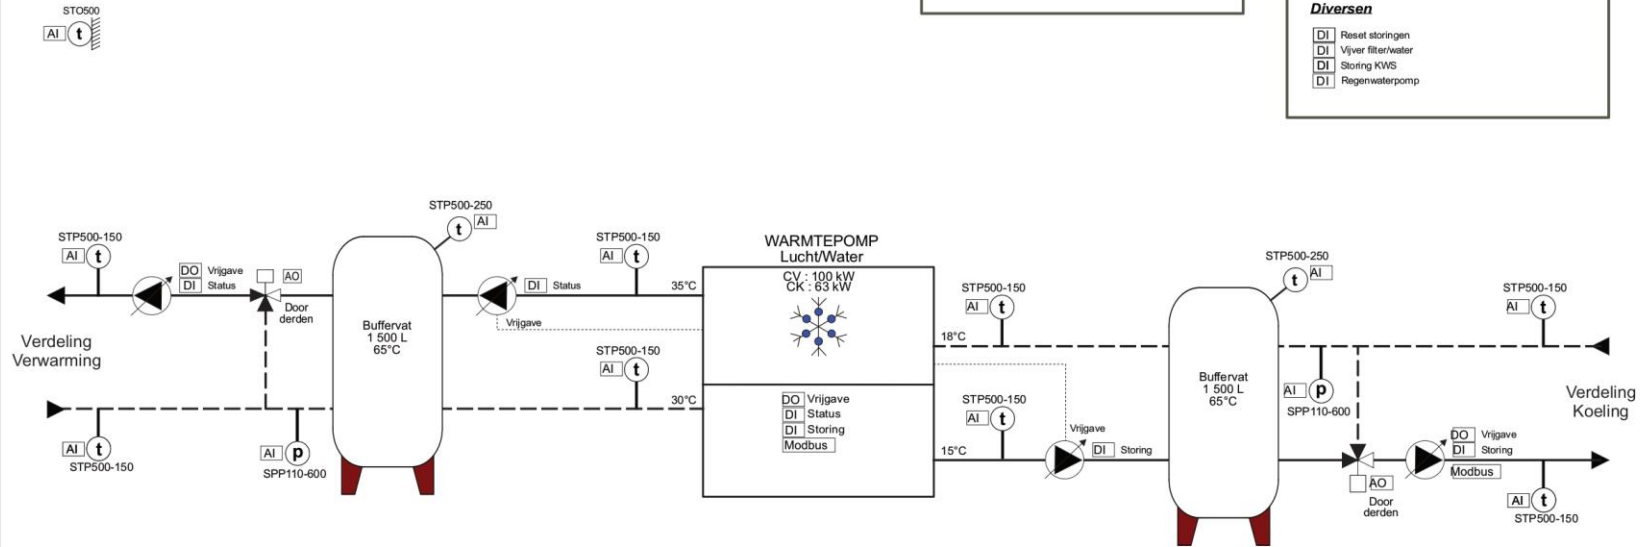 STO500
AI t
Diversen
DI Reset storingen
DI Vijver filter/water
DI Storing KWS
DI Regenwaterpomp
STP500-150
AI t
DO Vrijgave
DI Status
AO
Door
derden
Verdeling
Verwarming
AI t
STP500-150
AI p
SPP110-600
STP500-250
t AI
Buffervat
1 500 L
65°C
DI Status
Vrijgave
STP500-150
AI t
35°C
STP500-150
AI t
30°C
WARMTEPOMP
Lucht/Water
CV : 100 kW
CK : 63 kW
DO Vrijgave
DI Status
DI Storing
Modbus
STP500-150
AI t
18°C
STP500-150
AI t
15°C
Vrijgave
DI Storing
STP500-250
t AI
Buffervat
1 500 L
65°C
STP500-150
AI t
AI p
SPP110-600
Verdeling
Koeling
DO Vrijgave
DI Storing
Modbus
AO
Door
derden
AI t
STP500-150